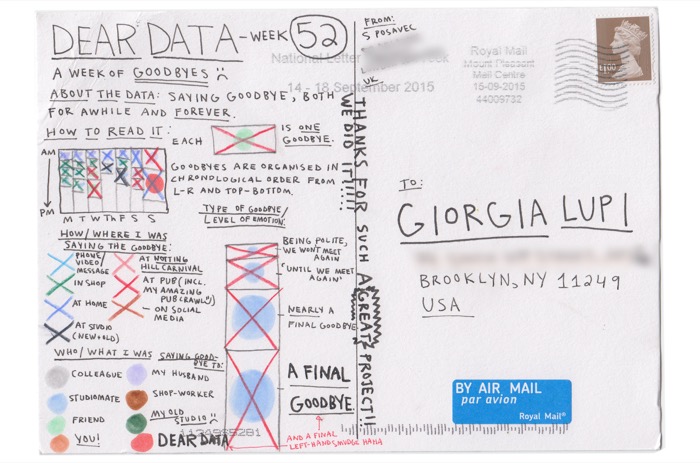 DEAR DATA - WEEK 52
A WEEK OF GOODBYES
ABOUT THE DATA: SAYING GOODBYE, BOTH
FOR AWHILE AND FOREVER.
HOW TO READ IT:
EACH
IS ONE
GOODBYE.
AM
PM
M T W Th F S S
GOODBYES ARE ORGANISED IN
CHRONOLOGICAL ORDER FROM
L-R AND TOP-BOTTOM.
HOW/WHERE I WAS
SAYING THE GOODBYE:
PHONE/
VIDEO/
MESSAGE
IN SHOP
AT HOME
AT STUDIO
(NEW + OLD)
AT NOTTING
HILL CARNIVAL
AT PUB (INCL.
MY AMAZING
PUB CRAWL)
ON SOCIAL
MEDIA
TYPE OF GOODBYE/
LEVEL OF EMOTION:
BEING POLITE,
WE WON'T MEET
AGAIN
"UNTIL WE MEET
AGAIN"
NEARLY A
FINAL GOODBYE
A FINAL
GOODBYE
AND A FINAL
LEFT-HAND SMUDGE HAHA
WHO/WHAT I WAS SAYING GOOD-
BYE TO:
COLLEAGUE
STUDIOMATE
FRIEND
YOU!
MY HUSBAND
SHOP-WORKER
MY OLD
STUDIO
DEAR DATA
THANKS FOR SUCH A GREAT PROJECT!!
WE DID IT!!!!!
FROM:
S POSAVEC
UK
National Letter
14 - 18 September 2015
Royal Mail
Mount Pleasant
Mail Centre
15-09-2015
44009732
£1.00
TO:
GIORGIA LUPI
BROOKLYN, NY 11249
USA
BY AIR MAIL
par avion
Royal Mail®